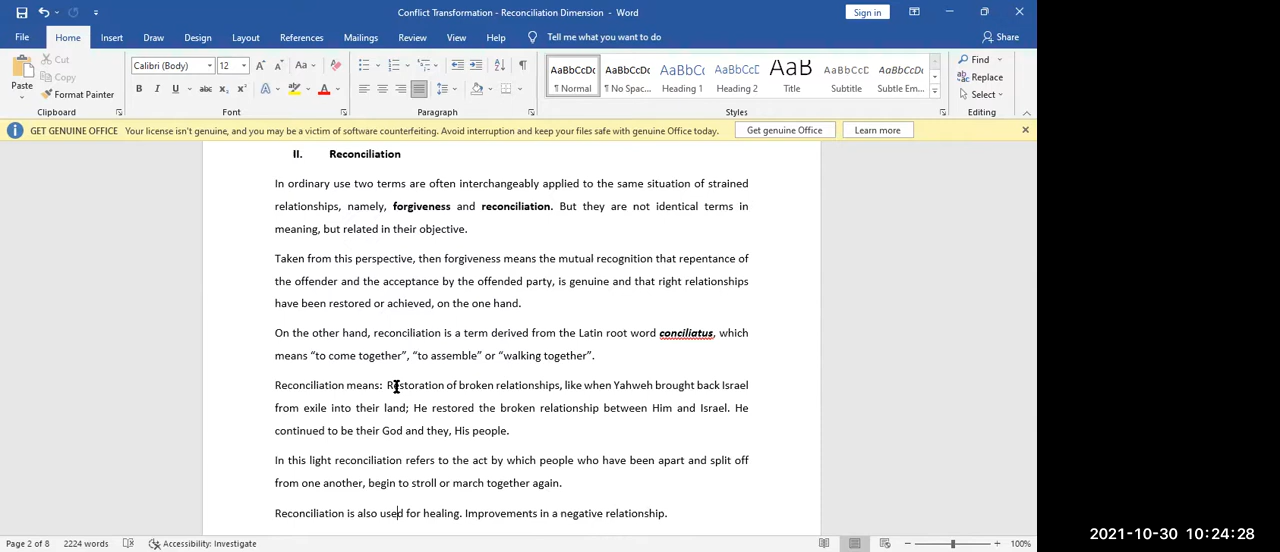 Conflict Transformation - Reconciliation Dimension - Word
Sign in
File Home Insert Draw Design Layout References Mailings Review View Help Tell me what you want to do Share
Paste
Cut
Copy
Format Painter
Clipboard
Calibri (Body) 12
Font
Paragraph
AaBbCcDc AaBbCcDc AaBbCc AaBbCcD AaB AaBbCcD AaBbCcDc
¶ Normal ¶ No Spac... Heading 1 Heading 2 Title Subtitle Subtle Em...
Styles
Find
Replace
Select
Editing
GET GENUINE OFFICE Your license isn't genuine, and you may be a victim of software counterfeiting. Avoid interruption and keep your files safe with genuine Office today. Get genuine Office Learn more
II. Reconciliation
In ordinary use two terms are often interchangeably applied to the same situation of strained
relationships, namely, forgiveness and reconciliation. But they are not identical terms in
meaning, but related in their objective.
Taken from this perspective, then forgiveness means the mutual recognition that repentance of
the offender and the acceptance by the offended party, is genuine and that right relationships
have been restored or achieved, on the one hand.
On the other hand, reconciliation is a term derived from the Latin root word conciliatus, which
means “to come together”, “to assemble” or “walking together”.
Reconciliation means: Restoration of broken relationships, like when Yahweh brought back Israel
from exile into their land; He restored the broken relationship between Him and Israel. He
continued to be their God and they, His people.
In this light reconciliation refers to the act by which people who have been apart and split off
from one another, begin to stroll or march together again.
Reconciliation is also used for healing. Improvements in a negative relationship.
Page 2 of 8 2224 words Accessibility: Investigate 100%
2021-10-30 10:24:28